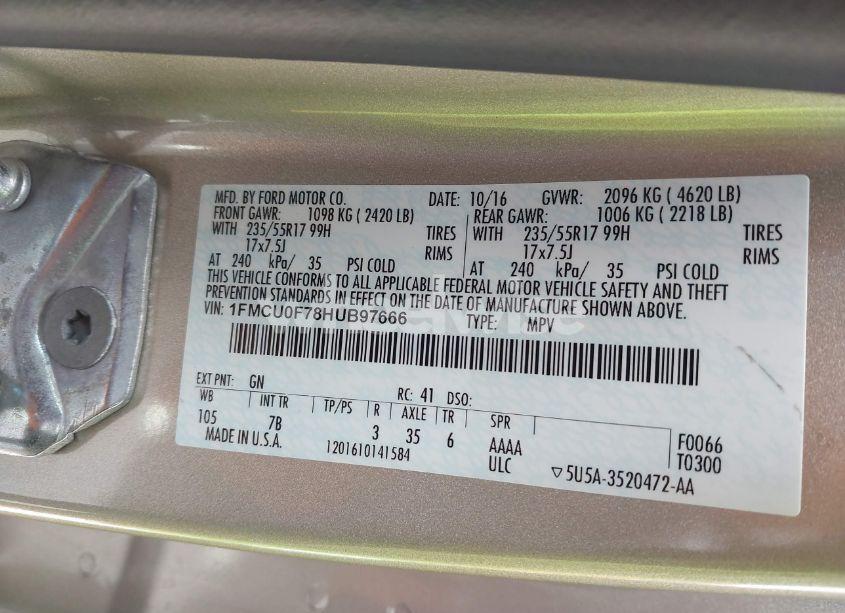 MFD. BY FORD MOTOR CO. DATE: 10/16 GVWR: 2096 KG ( 4620 LB)
FRONT GAWR: 1098 KG ( 2420 LB) REAR GAWR: 1006 KG ( 2218 LB)
WITH 235/55R17 99H TIRES WITH 235/55R17 99H TIRES
17x7.5J RIMS 17x7.5J RIMS
AT 240 kPa/ 35 PSI COLD AT 240 kPa/ 35 PSI COLD
THIS VEHICLE CONFORMS TO ALL APPLICABLE FEDERAL MOTOR VEHICLE SAFETY AND THEFT
PREVENTION STANDARDS IN EFFECT ON THE DATE OF MANUFACTURE SHOWN ABOVE.
VIN: 1FMCU0F78HUB97666 TYPE: MPV
EXT PNT: GN RC: 41 DSO:
WB INT TR TP/PS R AXLE TR SPR
105 7B 3 35 6 AAAA F0066
MADE IN U.S.A. 1201610141584 ULC T0300
▽5U5A-3520472-AA